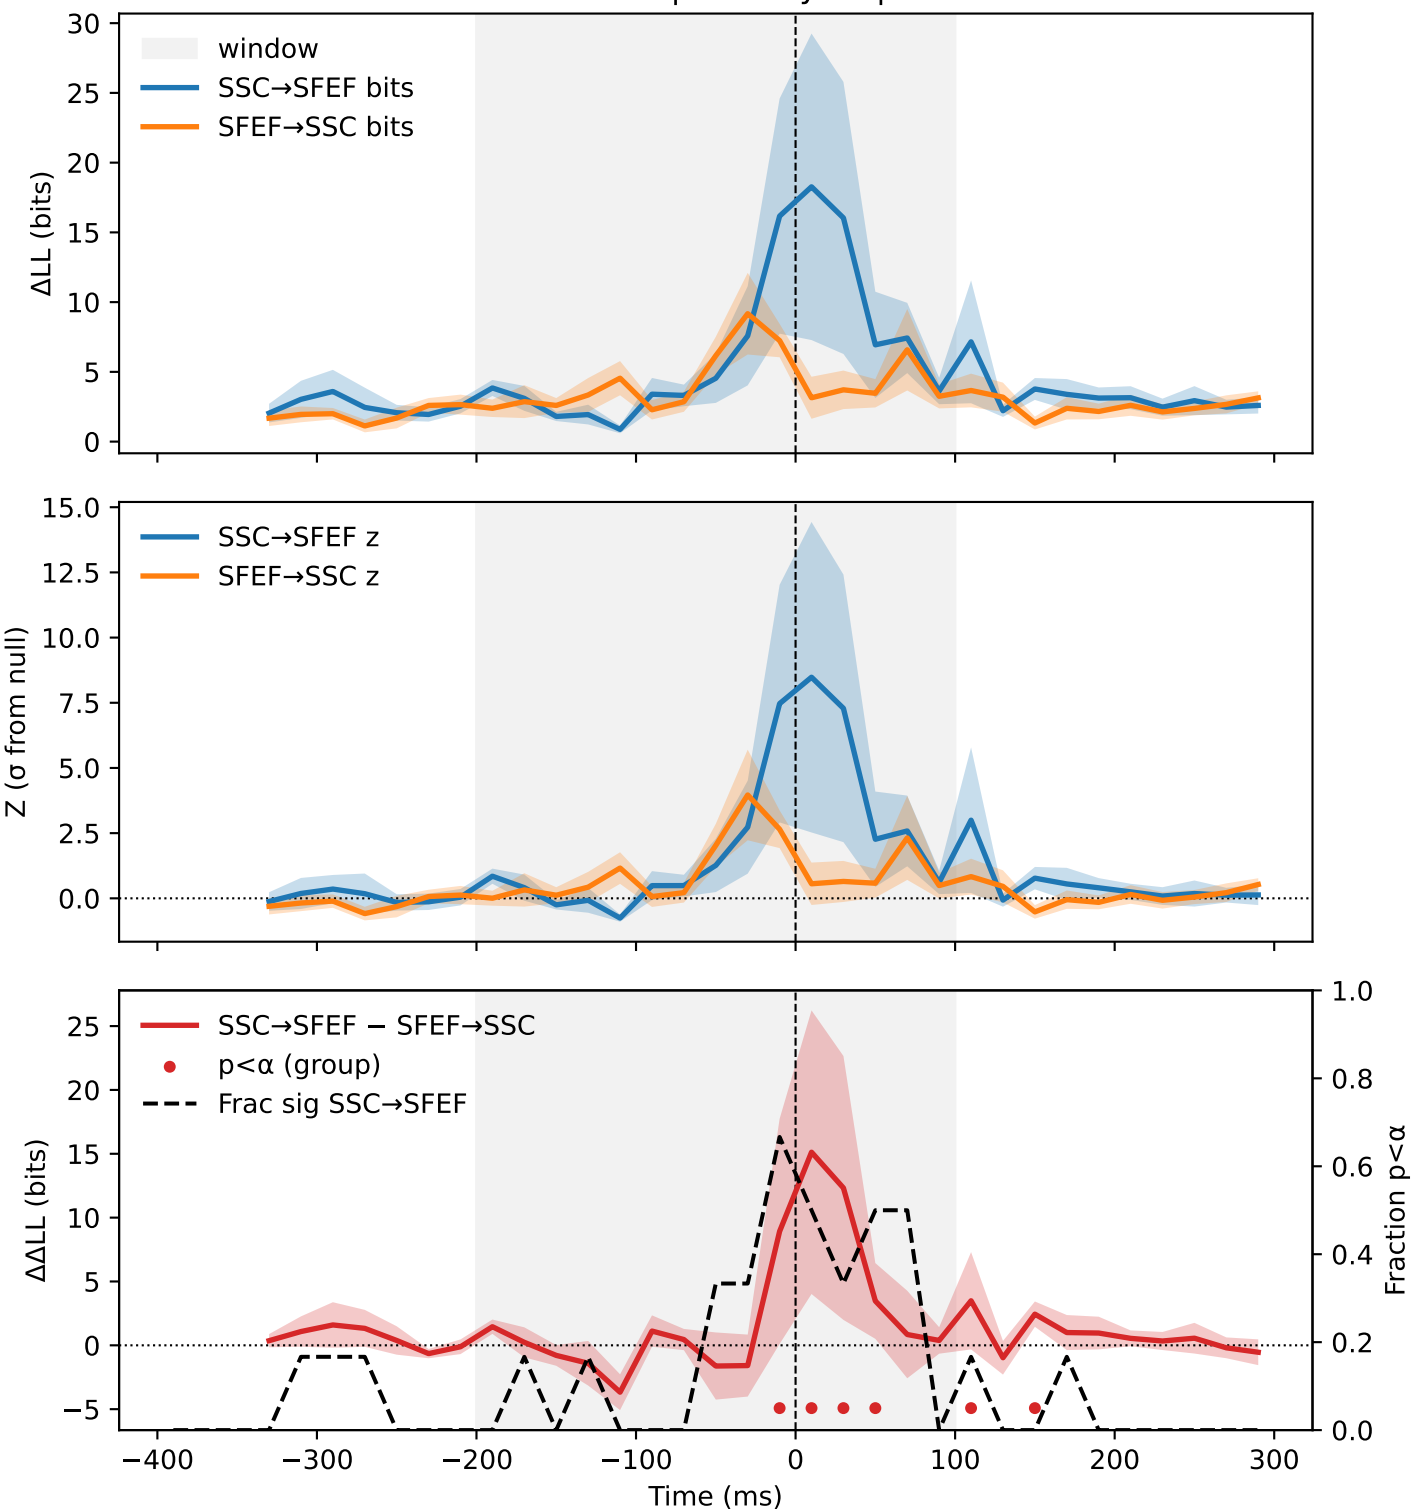 30
25
20
15
10
5
0
ΔLL (bits)
window
SSC→SFEF bits
SFEF→SSC bits
15.0
12.5
10.0
7.5
5.0
2.5
0.0
Z (σ from null)
SSC→SFEF z
SFEF→SSC z
25
20
15
10
5
0
−5
ΔΔLL (bits)
SSC→SFEF − SFEF→SSC
p<α (group)
Frac sig SSC→SFEF
1.0
0.8
0.6
0.4
0.2
0.0
Fraction p<α
−400 −300 −200 −100 0 100 200 300
Time (ms)